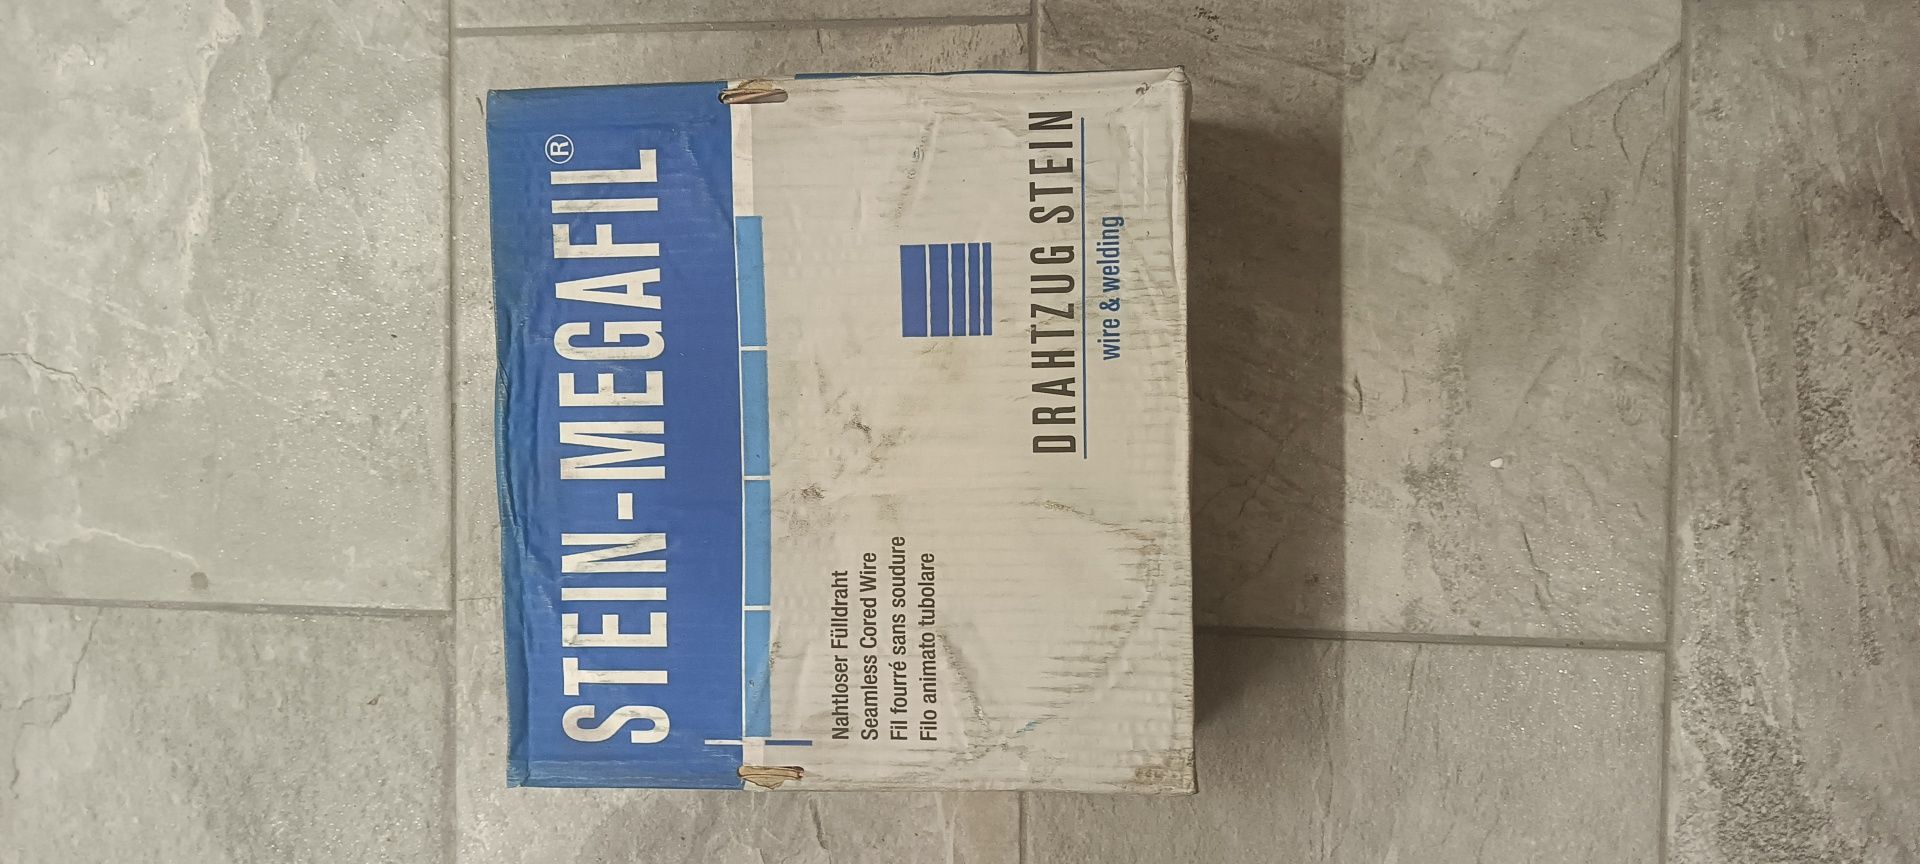 STEIN-MEGAFIL®
Nahtloser Fülldraht
Seamless Cored Wire
Fil fourré sans soudure
Filo animato tubolare
DRAHTZUG STEIN
wire & welding